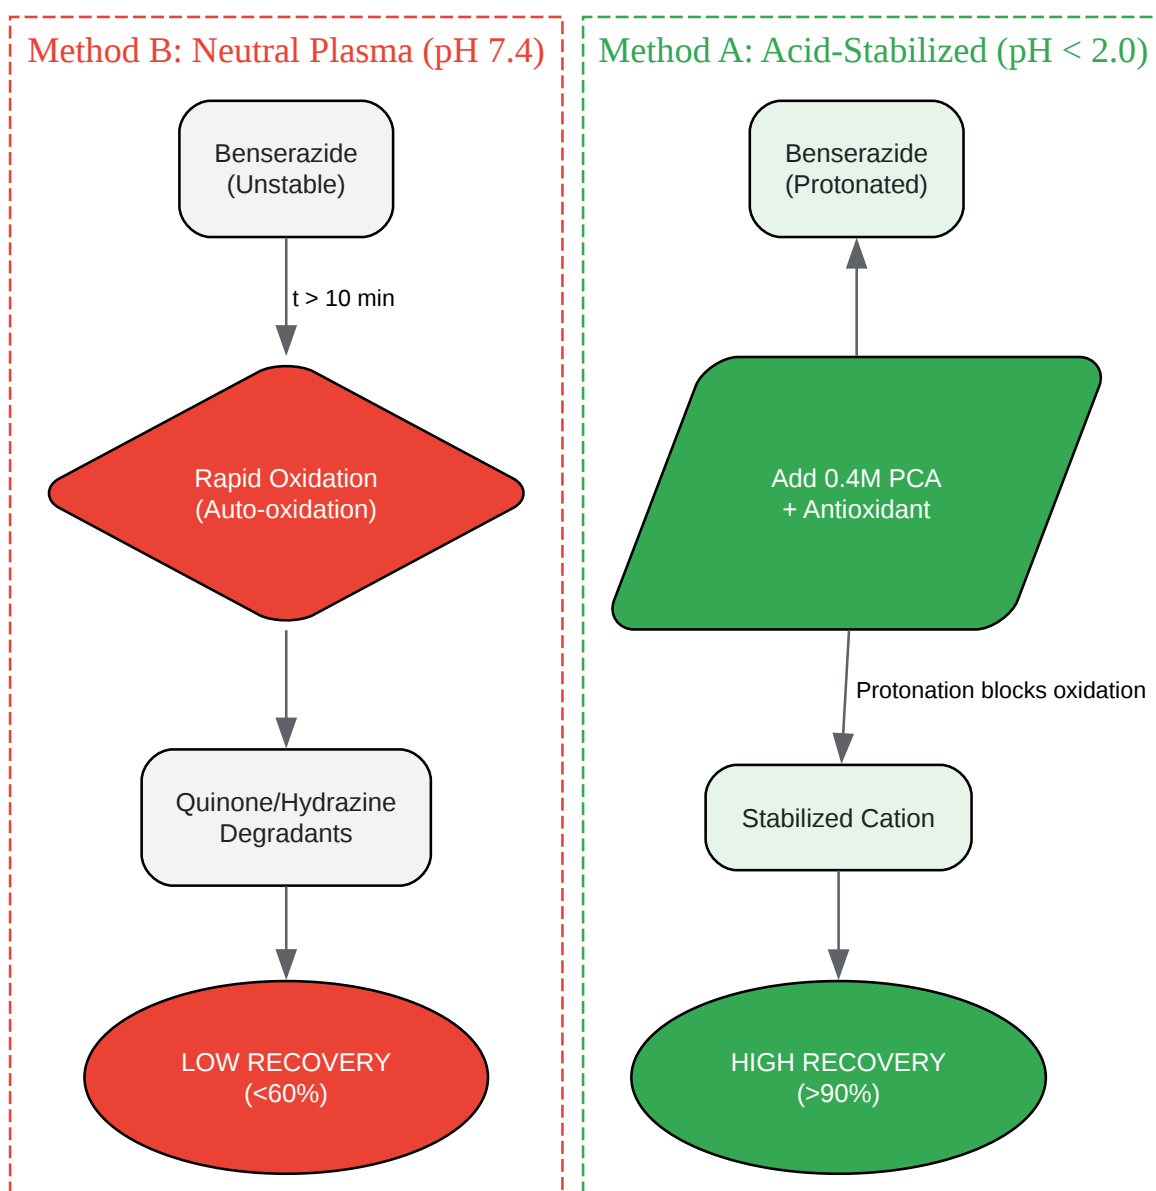 Method B: Neutral Plasma (pH 7.4)
Benserazide
(Unstable)
t > 10 min
Rapid Oxidation
(Auto-oxidation)
Quinone/Hydrazine
Degradants
LOW RECOVERY
(<60%)
Method A: Acid-Stabilized (pH < 2.0)
Benserazide
(Protonated)
Add 0.4M PCA
+ Antioxidant
Protonation blocks oxidation
Stabilized Cation
HIGH RECOVERY
(>90%)